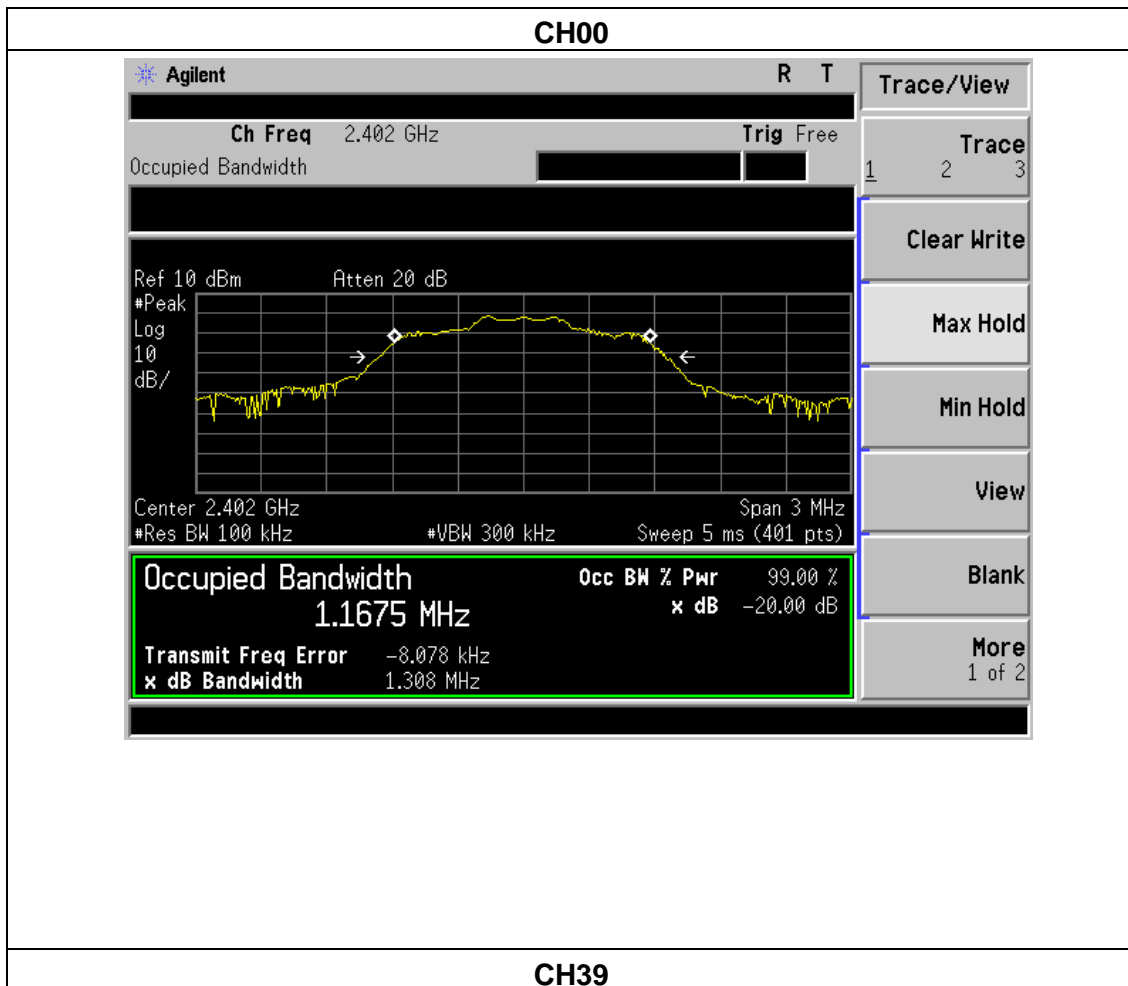 CH00
Agilent R T
Ch Freq 2.402 GHz Trig Free
Occupied Bandwidth
Ref 10 dBm Atten 20 dB
#Peak
Log
10
dB/
Center 2.402 GHz Span 3 MHz
#Res BW 100 kHz #VBW 300 kHz Sweep 5 ms (401 pts)
Occupied Bandwidth Occ BW % Pwr 99.00 %
1.1675 MHz x dB -20.00 dB
Transmit Freq Error -8.078 kHz
x dB Bandwidth 1.308 MHz
Trace/View
Trace
1 2 3
Clear Write
Max Hold
Min Hold
View
Blank
More
1 of 2
CH39